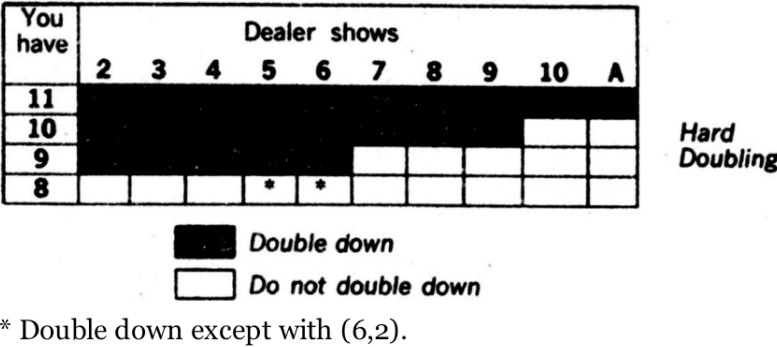 You have
Dealer shows
2 3 4 5 6 7 8 9 10 A
11
10
9
8 * *
Hard
Doubling
Double down
Do not double down
* Double down except with (6,2).